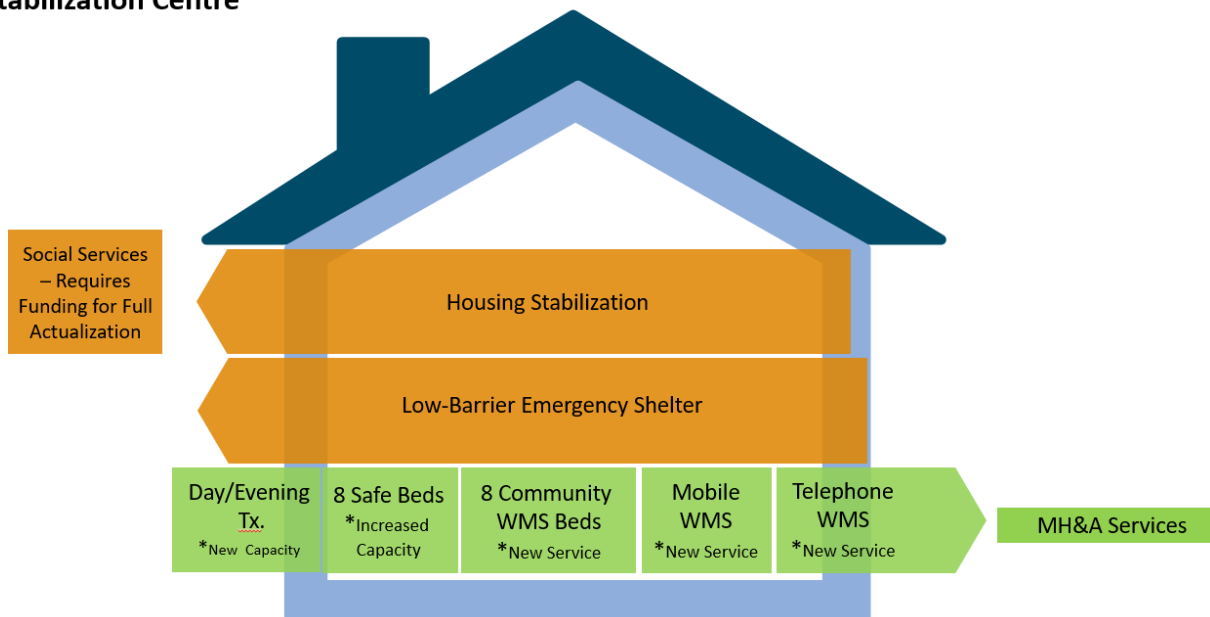 tabilization Centre
Social Services
– Requires
Funding for Full
Actualization
Housing Stabilization
Low-Barrier Emergency Shelter
Day/Evening
Tx.
*New Capacity
8 Safe Beds
*Increased
Capacity
8 Community
WMS Beds
*New Service
Mobile
WMS
*New Service
Telephone
WMS
*New Service
MH&A Services